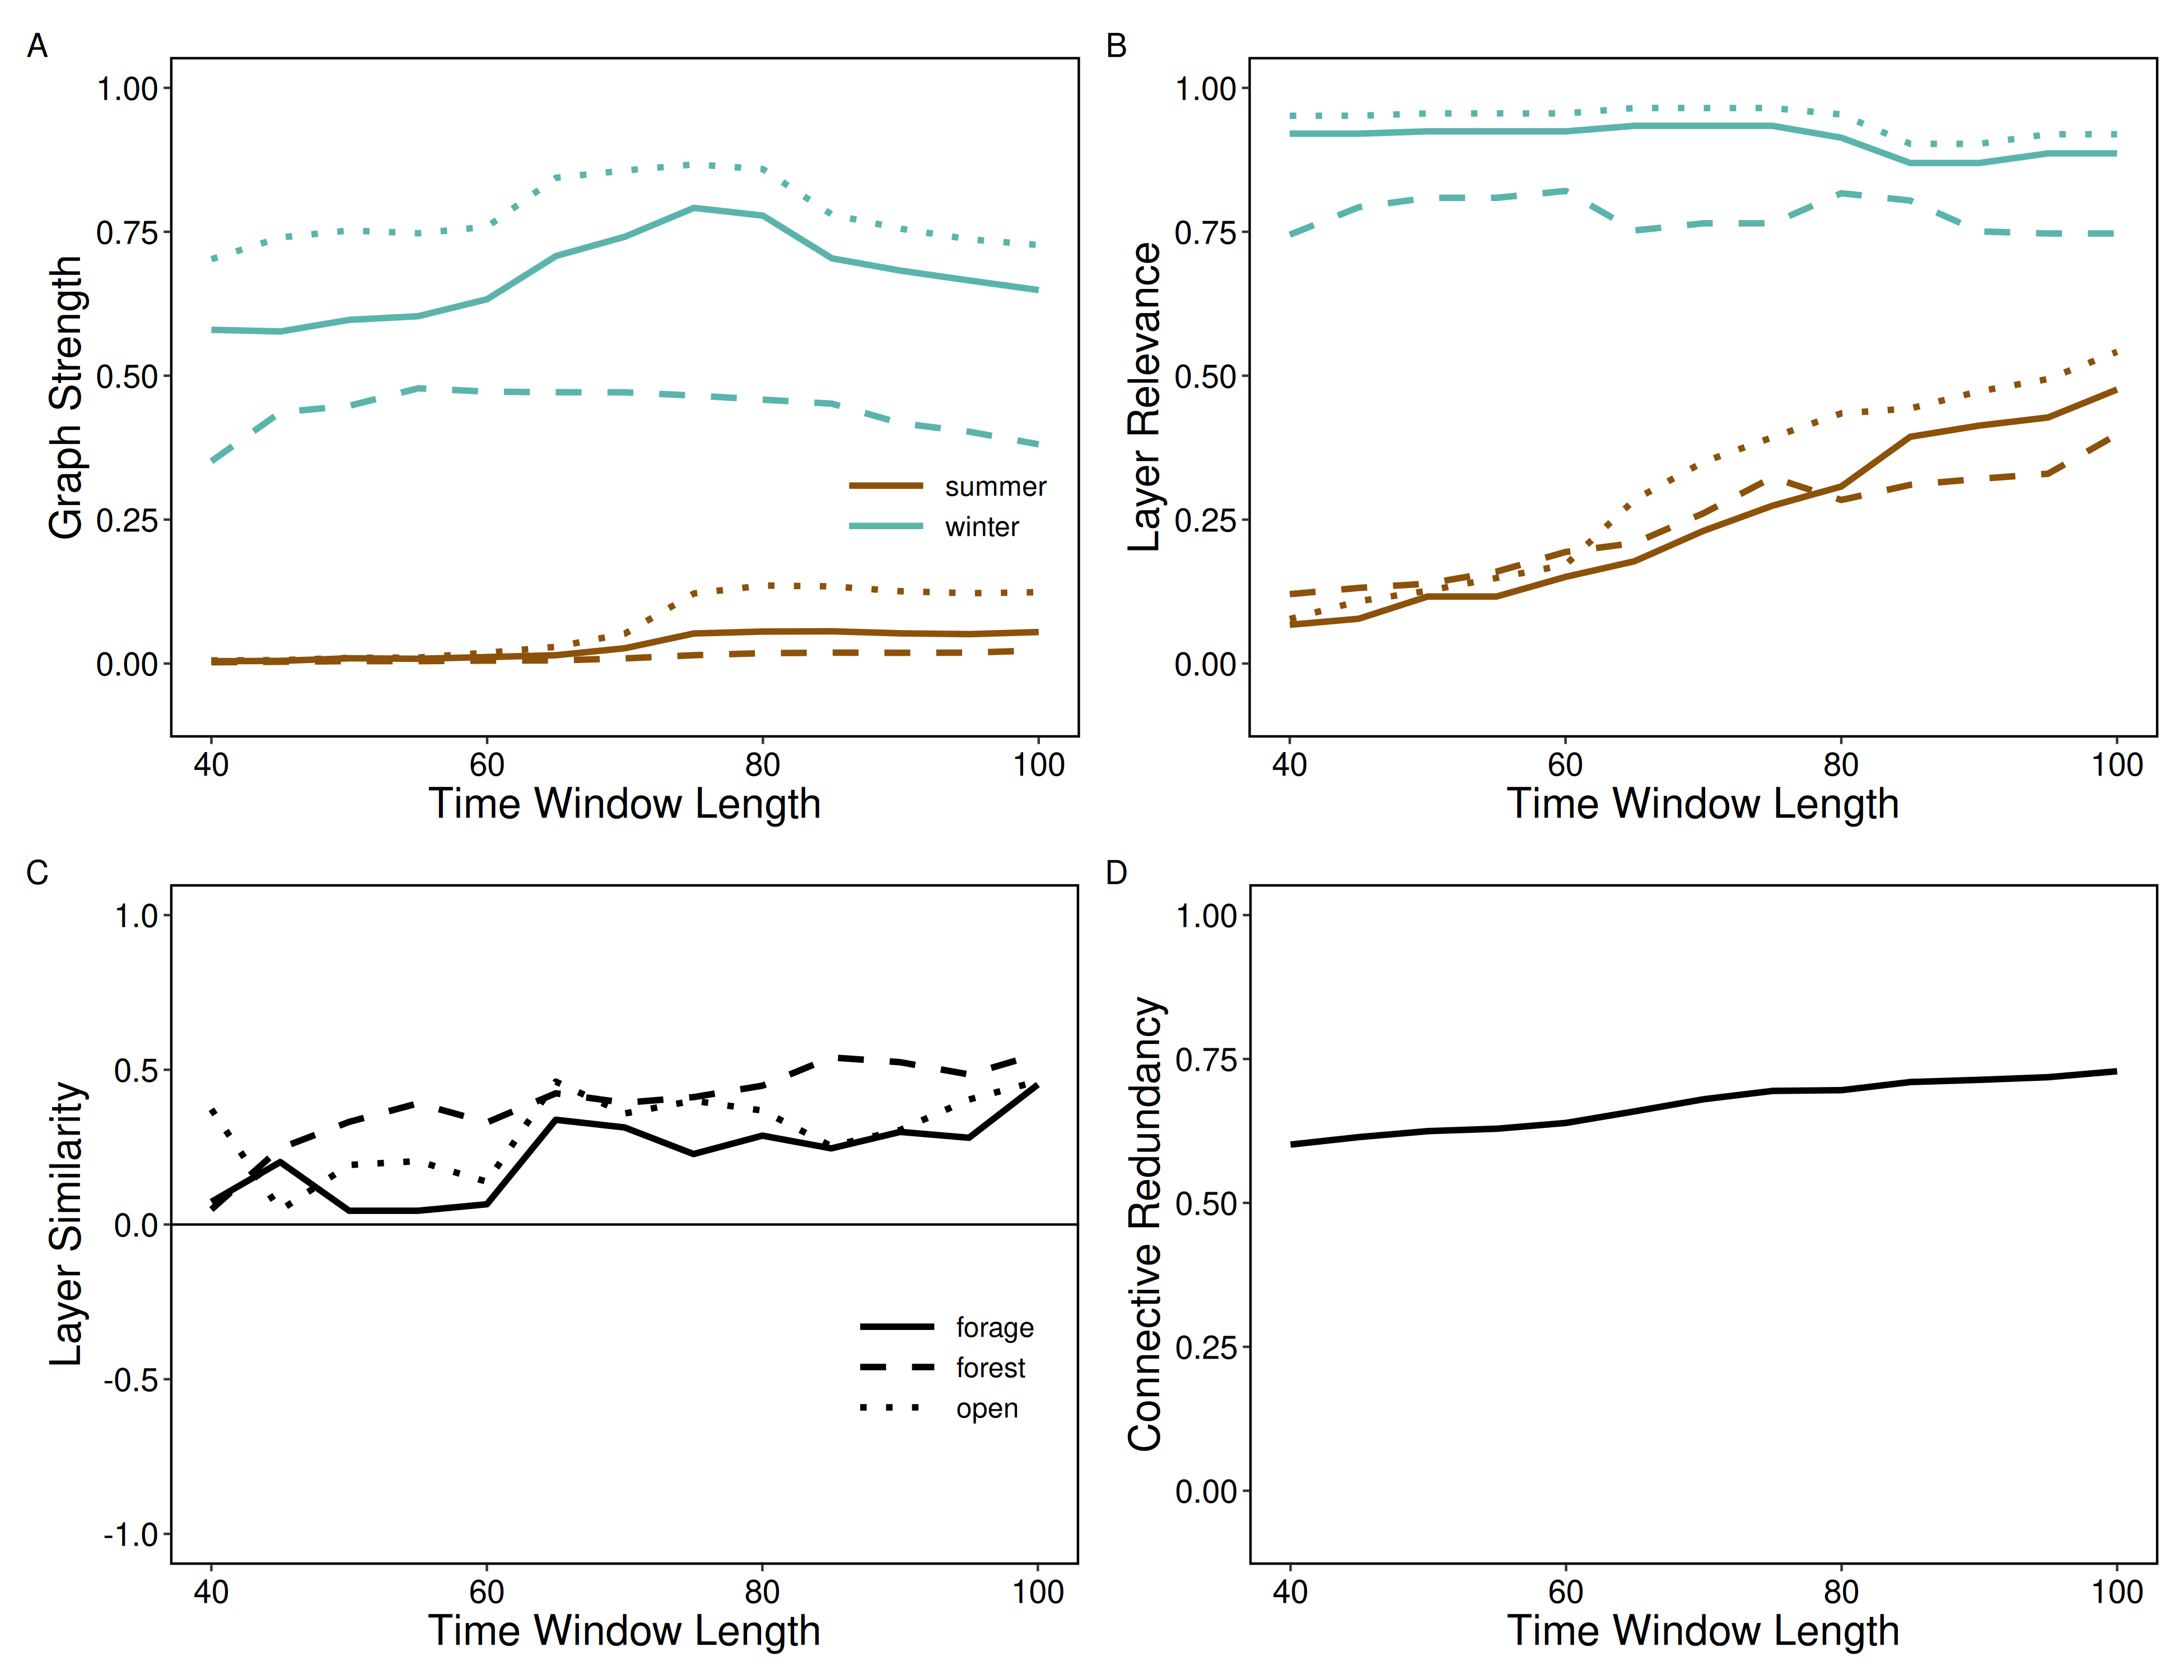 A
1.00
0.75
0.50
0.25
0.00
Graph Strength
summer
winter
40 60 80 100
Time Window Length
B
1.00
0.75
0.50
0.25
0.00
Layer Relevance
40 60 80 100
Time Window Length
C
1.0
0.5
0.0
-0.5
-1.0
Layer Similarity
forage
forest
open
40 60 80 100
Time Window Length
D
1.00
0.75
0.50
0.25
0.00
Connective Redundancy
40 60 80 100
Time Window Length